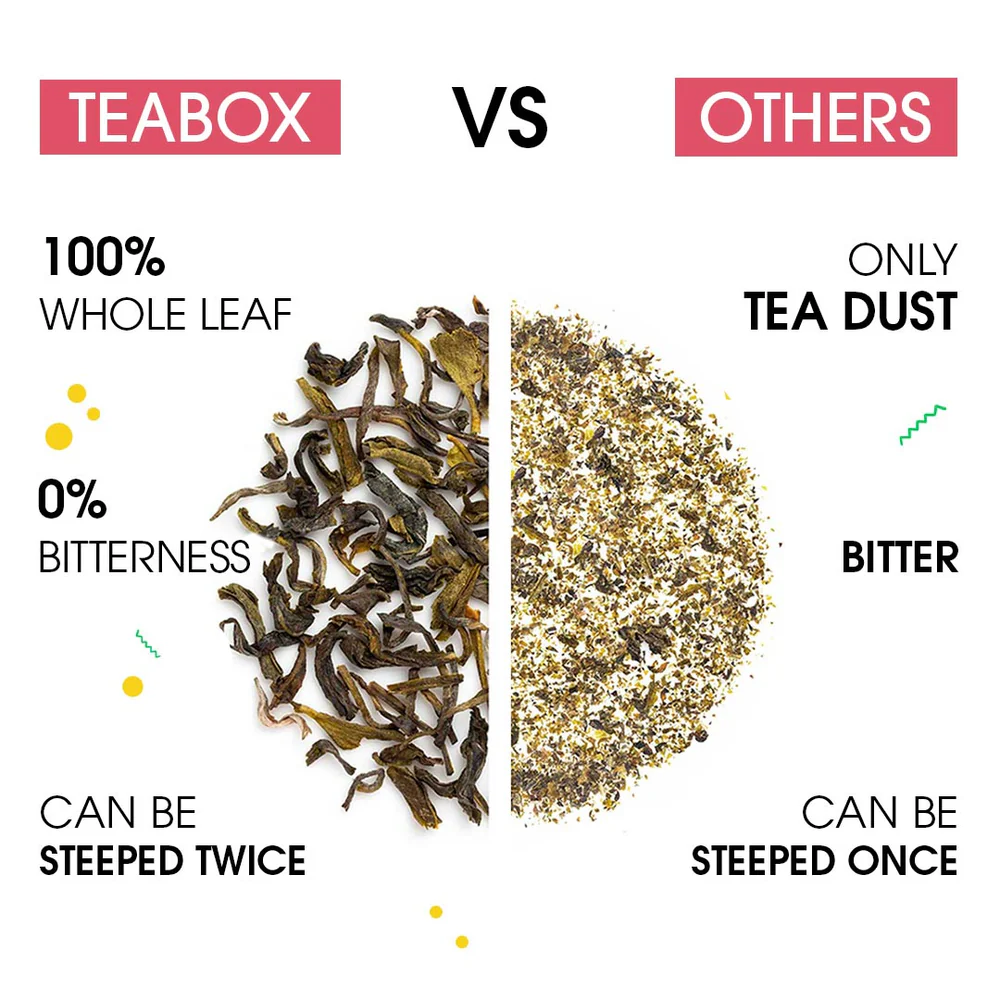 TEABOX
VS
OTHERS
100%
WHOLE LEAF
ONLY
TEA DUST
0%
BITTERNESS
BITTER
CAN BE
STEEPED TWICE
CAN BE
STEEPED ONCE